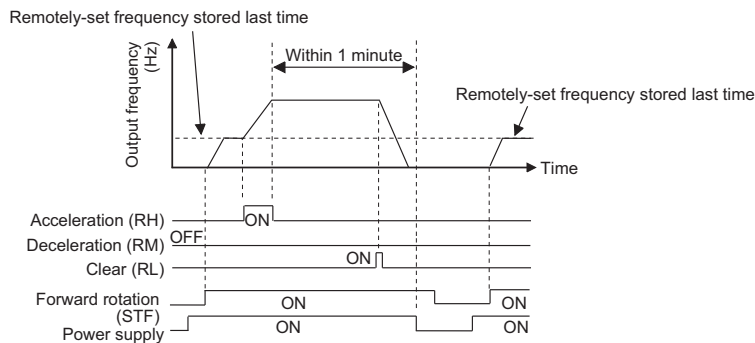 Remotely-set frequency stored last time
Output frequency
(Hz)
Within 1 minute
Remotely-set frequency stored last time
Time
Acceleration (RH)
ON
Deceleration (RM)
OFF
Clear (RL)
ON
Forward rotation
(STF)
ON
ON
Power supply
ON
ON